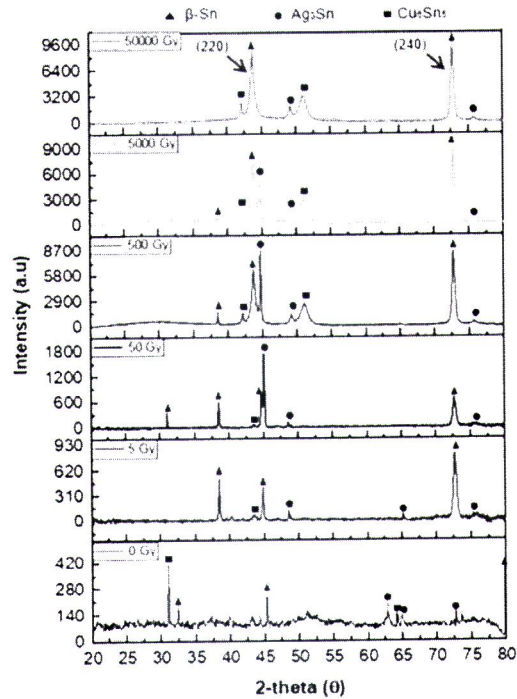 ▲ β-Sn ● Ag₃Sn ■ Cu₆Sn₅
50000 Gy
(220)
(240)
9600
6400
3200
0
5000 Gy
9000
6000
3000
0
500 Gy
8700
5800
2900
0
50 Gy
1800
1200
600
0
5 Gy
930
620
310
0
0 Gy
420
280
140
0
Intensity (a.u)
20 25 30 35 40 45 50 55 60 65 70 75 80
2-theta (θ)